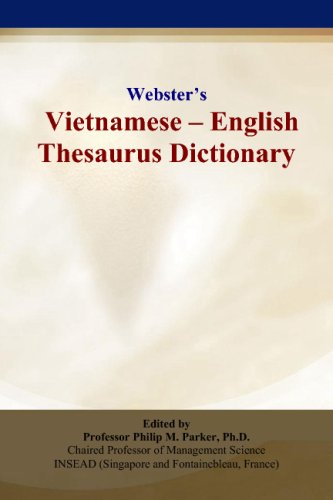 Webster's
Vietnamese – English
Thesaurus Dictionary
Edited by
Professor Philip M. Parker, Ph.D.
Chaired Professor of Management Science
INSEAD (Singapore and Fontainebleau, France)